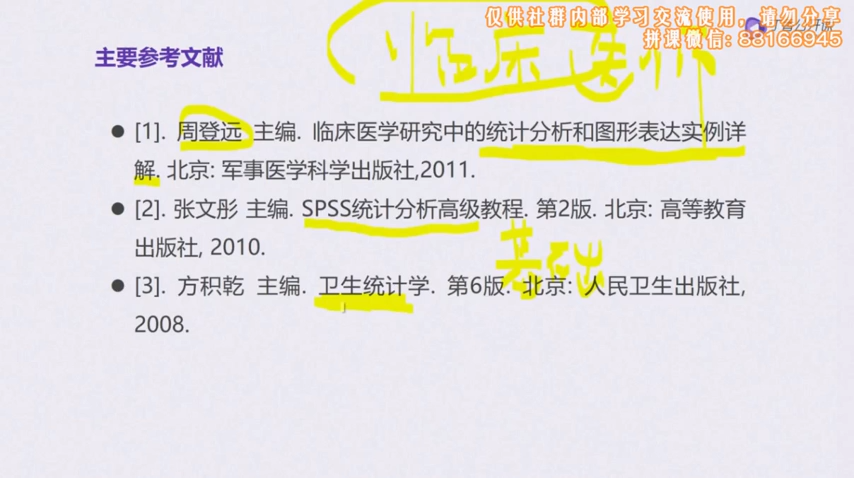 仅供社群内部学习交流使用，请勿分享
拼课微信: 88166945
临床医师
主要参考文献
● [1]. 周登远 主编. 临床医学研究中的统计分析和图形表达实例详
解. 北京: 军事医学科学出版社,2011.
● [2]. 张文彤 主编. SPSS统计分析高级教程. 第2版. 北京: 高等教育
出版社, 2010.
基础
● [3]. 方积乾 主编. 卫生统计学. 第6版. 北京: 人民卫生出版社,
2008.